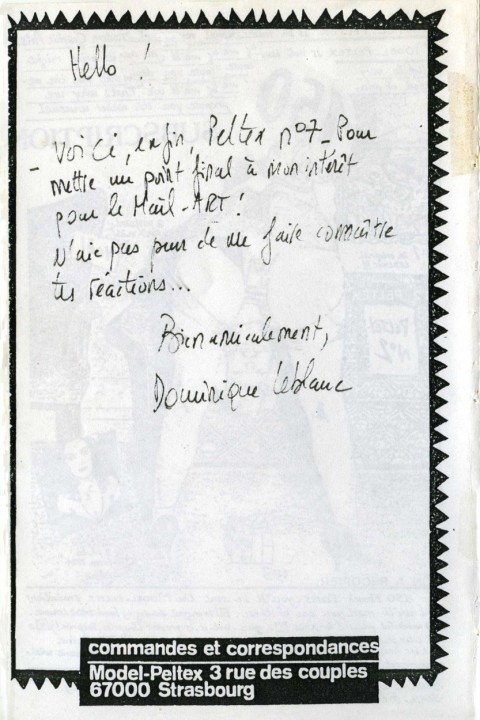 Hello !
- Voici, enfin, Peltex n°7 - Pour
mettre un point final à mon intérêt
pour le Mail-ART !
N'aie pas peur de me faire connaître
tes réactions...
Bien amicalement,
Dominique Leblanc
commandes et correspondances
Model-Peltex 3 rue des couples
67000 Strasbourg